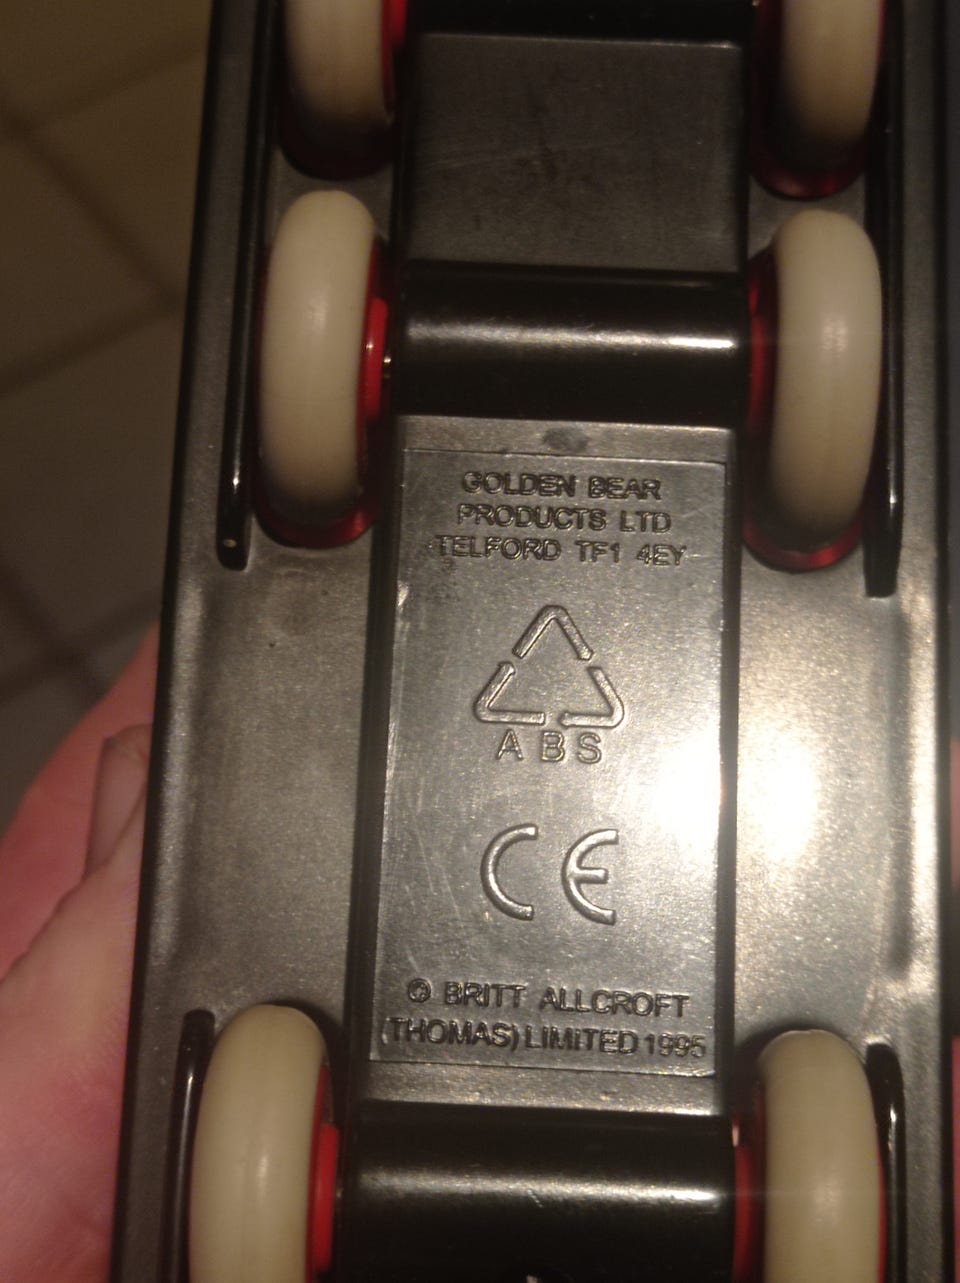 GOLDEN BEAR
PRODUCTS LTD
TELFORD TF1 4EY
ABS
CE
© BRITT ALLCROFT
(THOMAS) LIMITED 1995